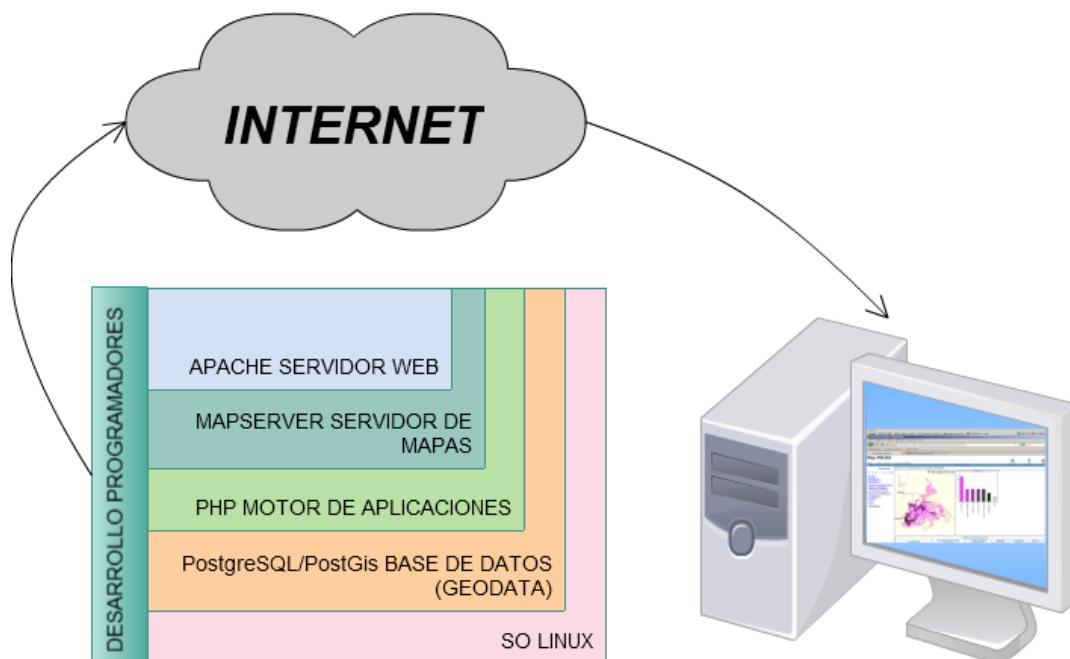 INTERNET
DESARROLLO PROGRAMADORES
APACHE SERVIDOR WEB
MAPSERVER SERVIDOR DE
MAPAS
PHP MOTOR DE APLICACIONES
PostgreSQL/PostGis BASE DE DATOS
(GEODATA)
SO LINUX